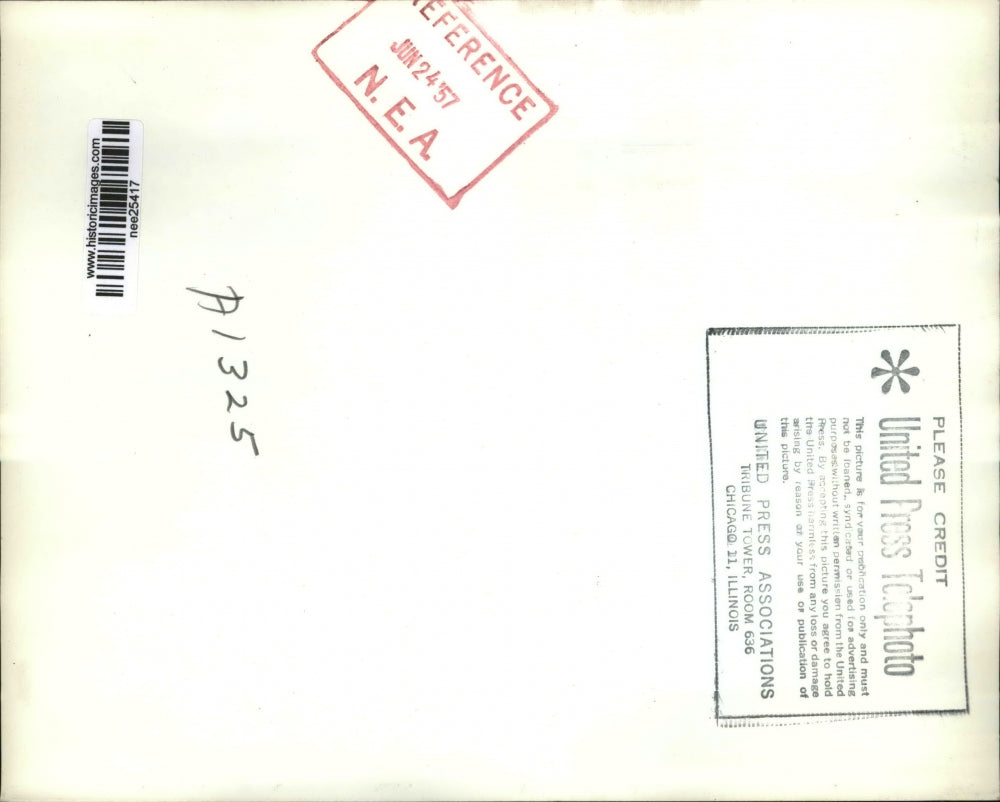 REFERENCE
JUN 24 '57
N. E. A.
www.historicimages.com
nee25417
A1325
PLEASE CREDIT
United Press Telephoto
This picture is for your publication only and must
not be loaned, syndicated or used for advertising
purposes without written permission from the United
Press. By accepting this picture you agree to hold
the United Press harmless from any loss or damage
arising by reason of your use or publication of
this picture.
UNITED PRESS ASSOCIATIONS
TRIBUNE TOWER, ROOM 636
CHICAGO 11, ILLINOIS